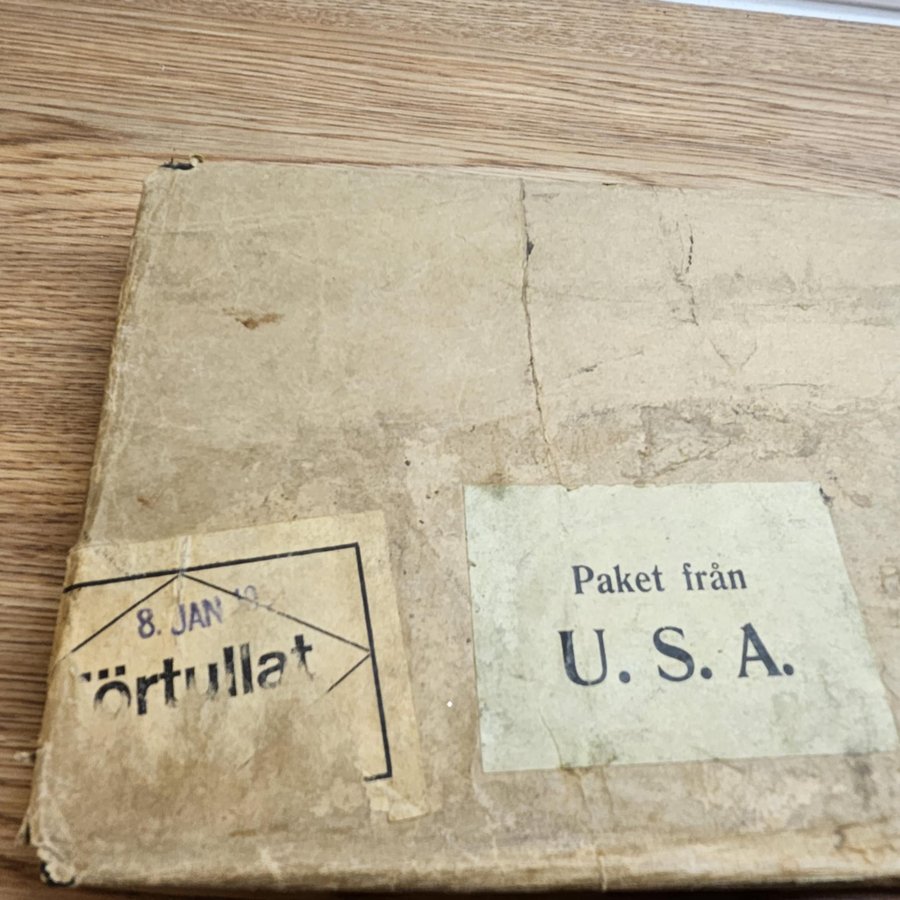 8. JAN
örtullat
Paket från
U. S. A.